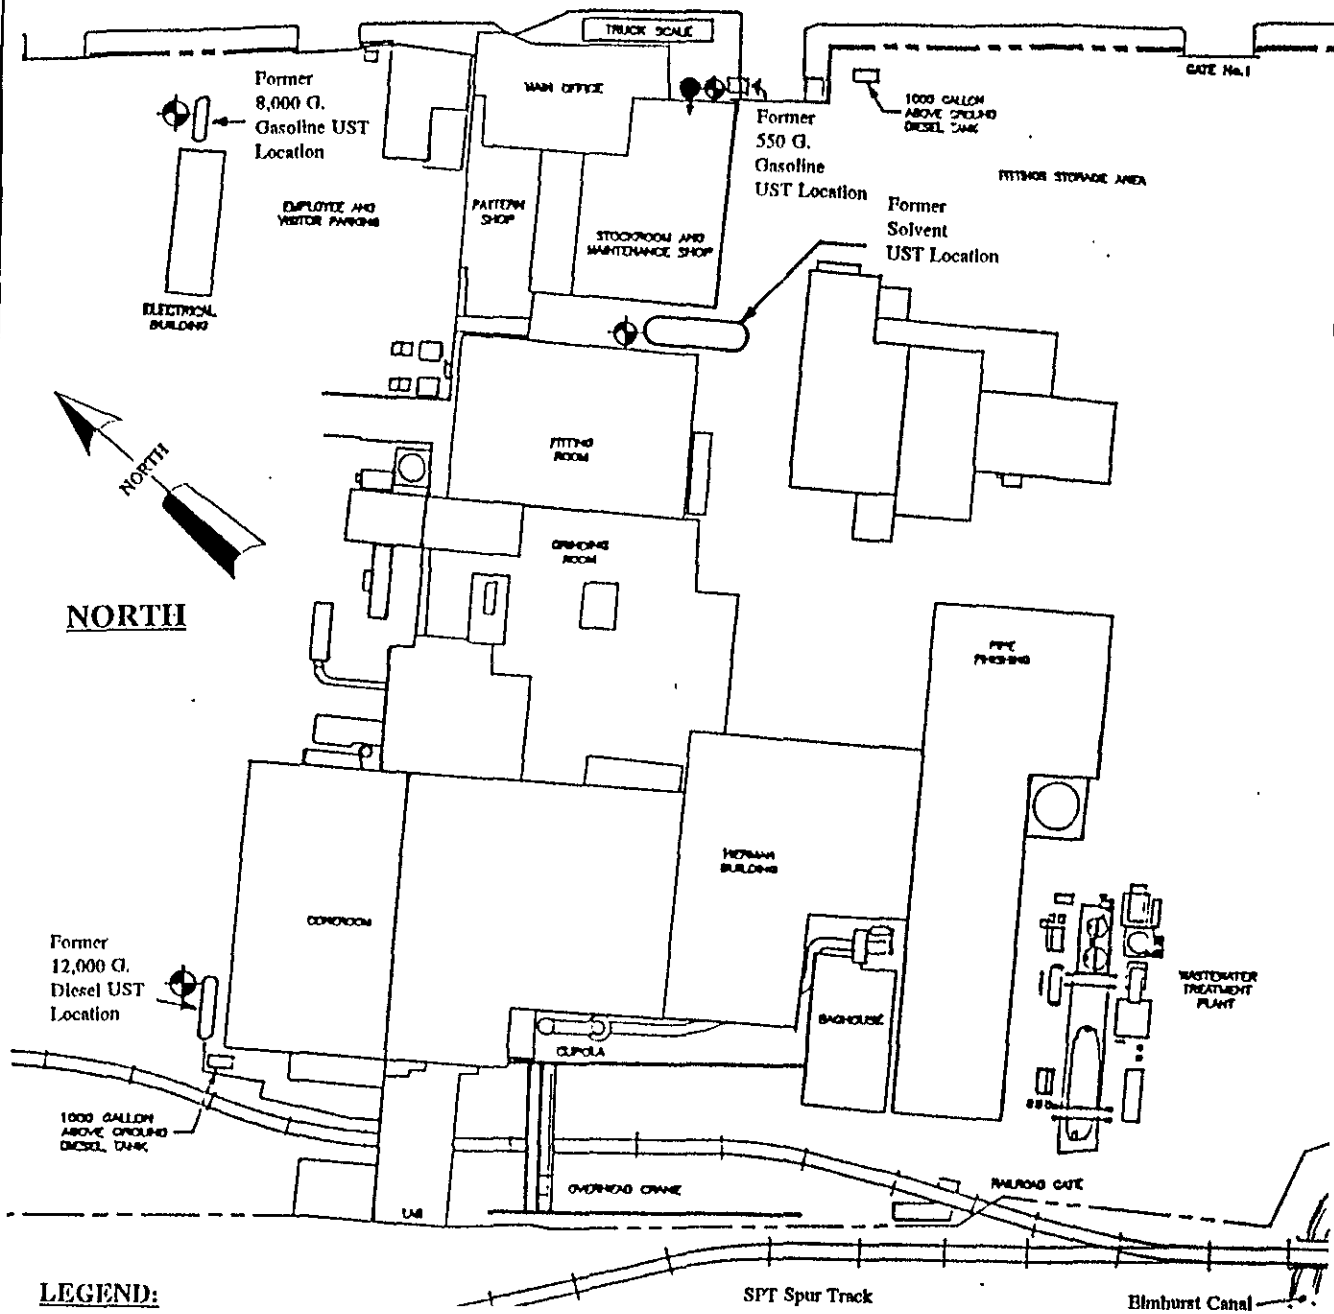 TRUCK SCALE
GATE No.1
MAIN OFFICE
Former
8,000 G.
Gasoline UST
Location
1000 GALLON
ABOVE GROUND
DIESEL TANK
Former
550 G.
Gasoline
UST Location
FITTINGS STORAGE AREA
EMPLOYEE AND
VISITOR PARKING
PATTERN
SHOP
Former
Solvent
UST Location
STOCKROOM AND
MAINTENANCE SHOP
ELECTRICAL
BUILDING
FITTING
ROOM
NORTH
GRINDING
ROOM
NORTH
PIPE
FINISHING
HERMAN
BUILDING
COREROOM
Former
12,000 G.
Diesel UST
Location
WASTEWATER
TREATMENT
PLANT
BAGHOUSE
CUPOLA
1000 GALLON
ABOVE GROUND
DIESEL TANK
OVERHEAD CRANE
RAILROAD GATE
LAB
LEGEND:
SPT Spur Track
Elmhurst Canal